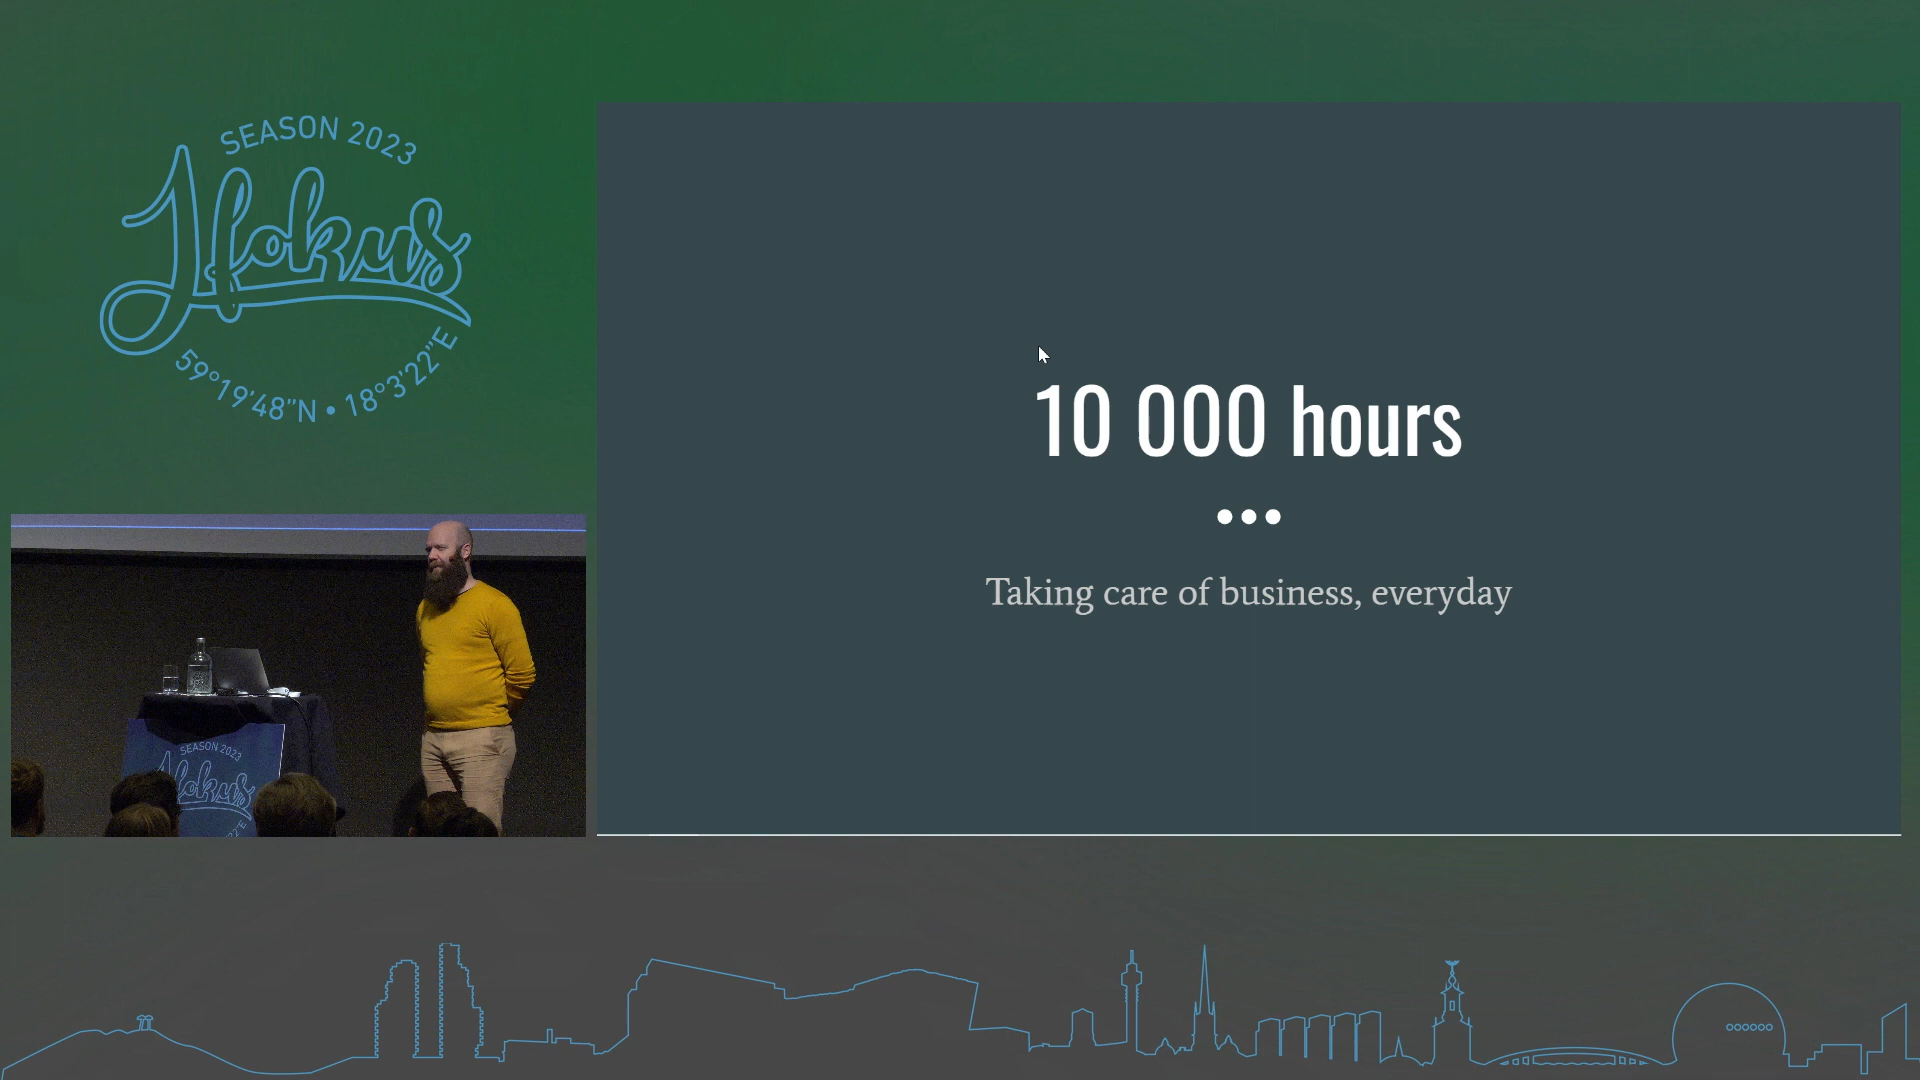 SEASON 2023
Jfokus
59°19'48"N • 18°3'22"E
10 000 hours
Taking care of business, everyday
SEASON 2023
Jfokus
22"E